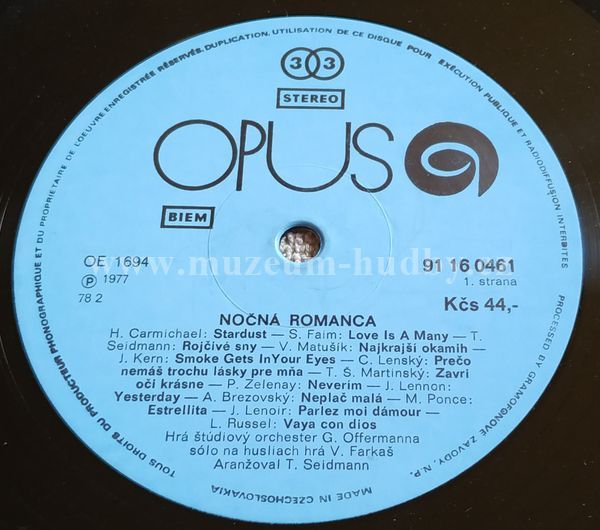 TOUS DROITS DU PRODUCTEUR PHONOGRAPHIQUE ET DU PROPRIETAIRE DE L'OEUVRE ENREGISTRÉE RÉSERVÉS. DUPLICATION, UTILISATION DE CE DISQUE POUR EXÉCUTION PUBLIQUE ET RADIODIFFUSION INTERDITES
33
STEREO
OPUS
BIEM
OE 1694
Ⓟ 1977
78 2
91 16 0461
1. strana
Kčs 44,-
www.muzeum-hudby
NOČNÁ ROMANCA
H. Carmichael: Stardust — S. Faim: Love Is A Many — T.
Seidmann: Rojčivé sny — V. Matušík: Najkrajší okamih —
J. Kern: Smoke Gets In Your Eyes — C. Lenský: Prečo
nemáš trochu lásky pre mňa — T. Š. Martinský: Zavri
očí krásne — P. Zelenay: Neverím — J. Lennon:
Yesterday — A. Brezovský: Neplač malá — M. Ponce:
Estrellita — J. Lenoir: Parlez moi dámour —
L. Russel: Vaya con dios
Hrá štúdiový orchester G. Offermanna
sólo na husliach hrá V. Farkaš
Aranžoval T. Seidmann
MADE IN CZECHOSLOVAKIA
PROCESSED BY GRAMOFONOVÉ ZÁVODY, N. P.